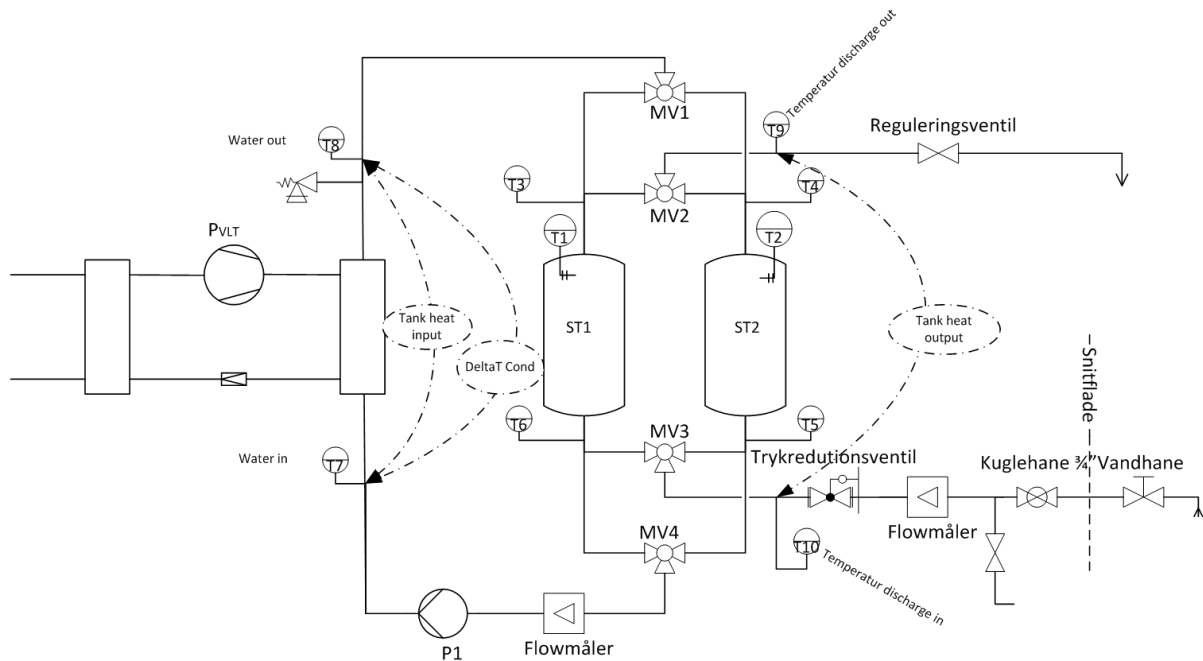 Temperatur discharge out
MV1
Water out
T8
T9
Reguleringsventil
T3
MV2
T4
PVLT
T1
T2
ST1
ST2
Tank heat
input
Tank heat
output
DeltaT Cond
Snitflade
T6
MV3
T5
Water in
T7
Trykredutionsventil
Kuglehane ¾”
Vandhane
MV4
T10
Flowmåler
Temperatur discharge in
P1
Flowmåler